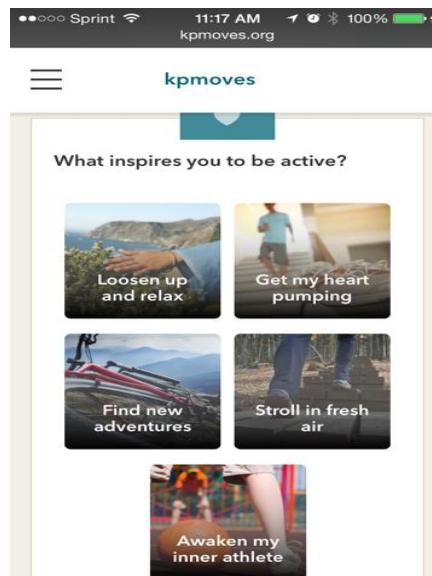 Sprint 11:17 AM 100%
kpmoves.org
kpmoves
What inspires you to be active?
Loosen up
and relax
Get my heart
pumping
Find new
adventures
Stroll in fresh
air
Awaken my
inner athlete